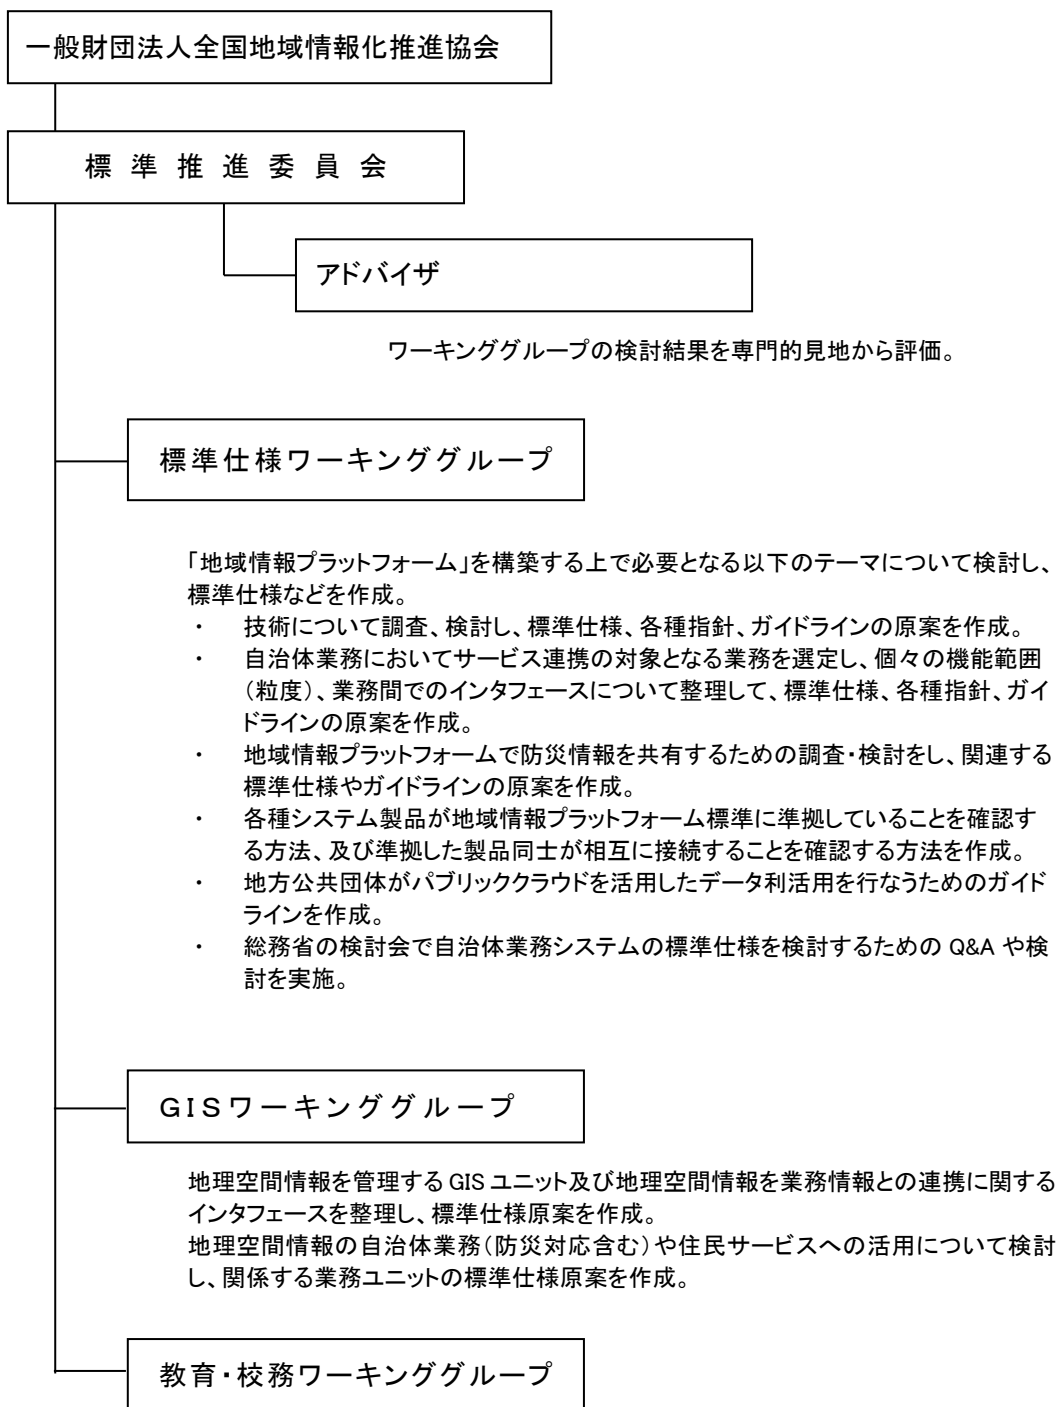 一般財団法人全国地域情報化推進協会
標準推進委員会
アドバイザ
ワーキンググループの検討結果を専門的見地から評価。
標準仕様ワーキンググループ
「地域情報プラットフォーム」を構築する上で必要となる以下のテーマについて検討し、
標準仕様などを作成。
・ 技術について調査、検討し、標準仕様、各種指針、ガイドラインの原案を作成。
・ 自治体業務においてサービス連携の対象となる業務を選定し、個々の機能範囲
（粒度）、業務間でのインタフェースについて整理して、標準仕様、各種指針、ガイ
ドラインの原案を作成。
・ 地域情報プラットフォームで防災情報を共有するための調査・検討をし、関連する
標準仕様やガイドラインの原案を作成。
・ 各種システム製品が地域情報プラットフォーム標準に準拠していることを確認す
る方法、及び準拠した製品同士が相互に接続することを確認する方法を作成。
・ 地方公共団体がパブリッククラウドを活用したデータ利活用を行なうためのガイド
ラインを作成。
・ 総務省の検討会で自治体業務システムの標準仕様を検討するための Q&A や検
討を実施。
GISワーキンググループ
地理空間情報を管理する GIS ユニット及び地理空間情報を業務情報との連携に関する
インタフェースを整理し、標準仕様原案を作成。
地理空間情報の自治体業務（防災対応含む）や住民サービスへの活用について検討
し、関係する業務ユニットの標準仕様原案を作成。
教育・校務ワーキンググループ